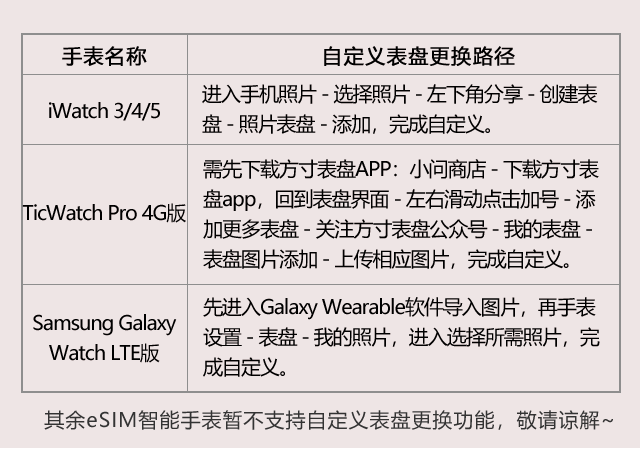 手表名称
自定义表盘更换路径
iWatch 3/4/5
进入手机照片 - 选择照片 - 左下角分享 - 创建表
盘 - 照片表盘 - 添加，完成自定义。
TicWatch Pro 4G版
需先下载方寸表盘APP：小问商店 - 下载方寸表
盘app，回到表盘界面 - 左右滑动点击加号 - 添
加更多表盘 - 关注方寸表盘公众号 - 我的表盘 -
表盘图片添加 - 上传相应图片，完成自定义。
Samsung Galaxy
Watch LTE版
先进入Galaxy Wearable软件导入图片，再手表
设置 - 表盘 - 我的照片，进入选择所需照片，完
成自定义。
其余eSIM智能手表暂不支持自定义表盘更换功能，敬请谅解~